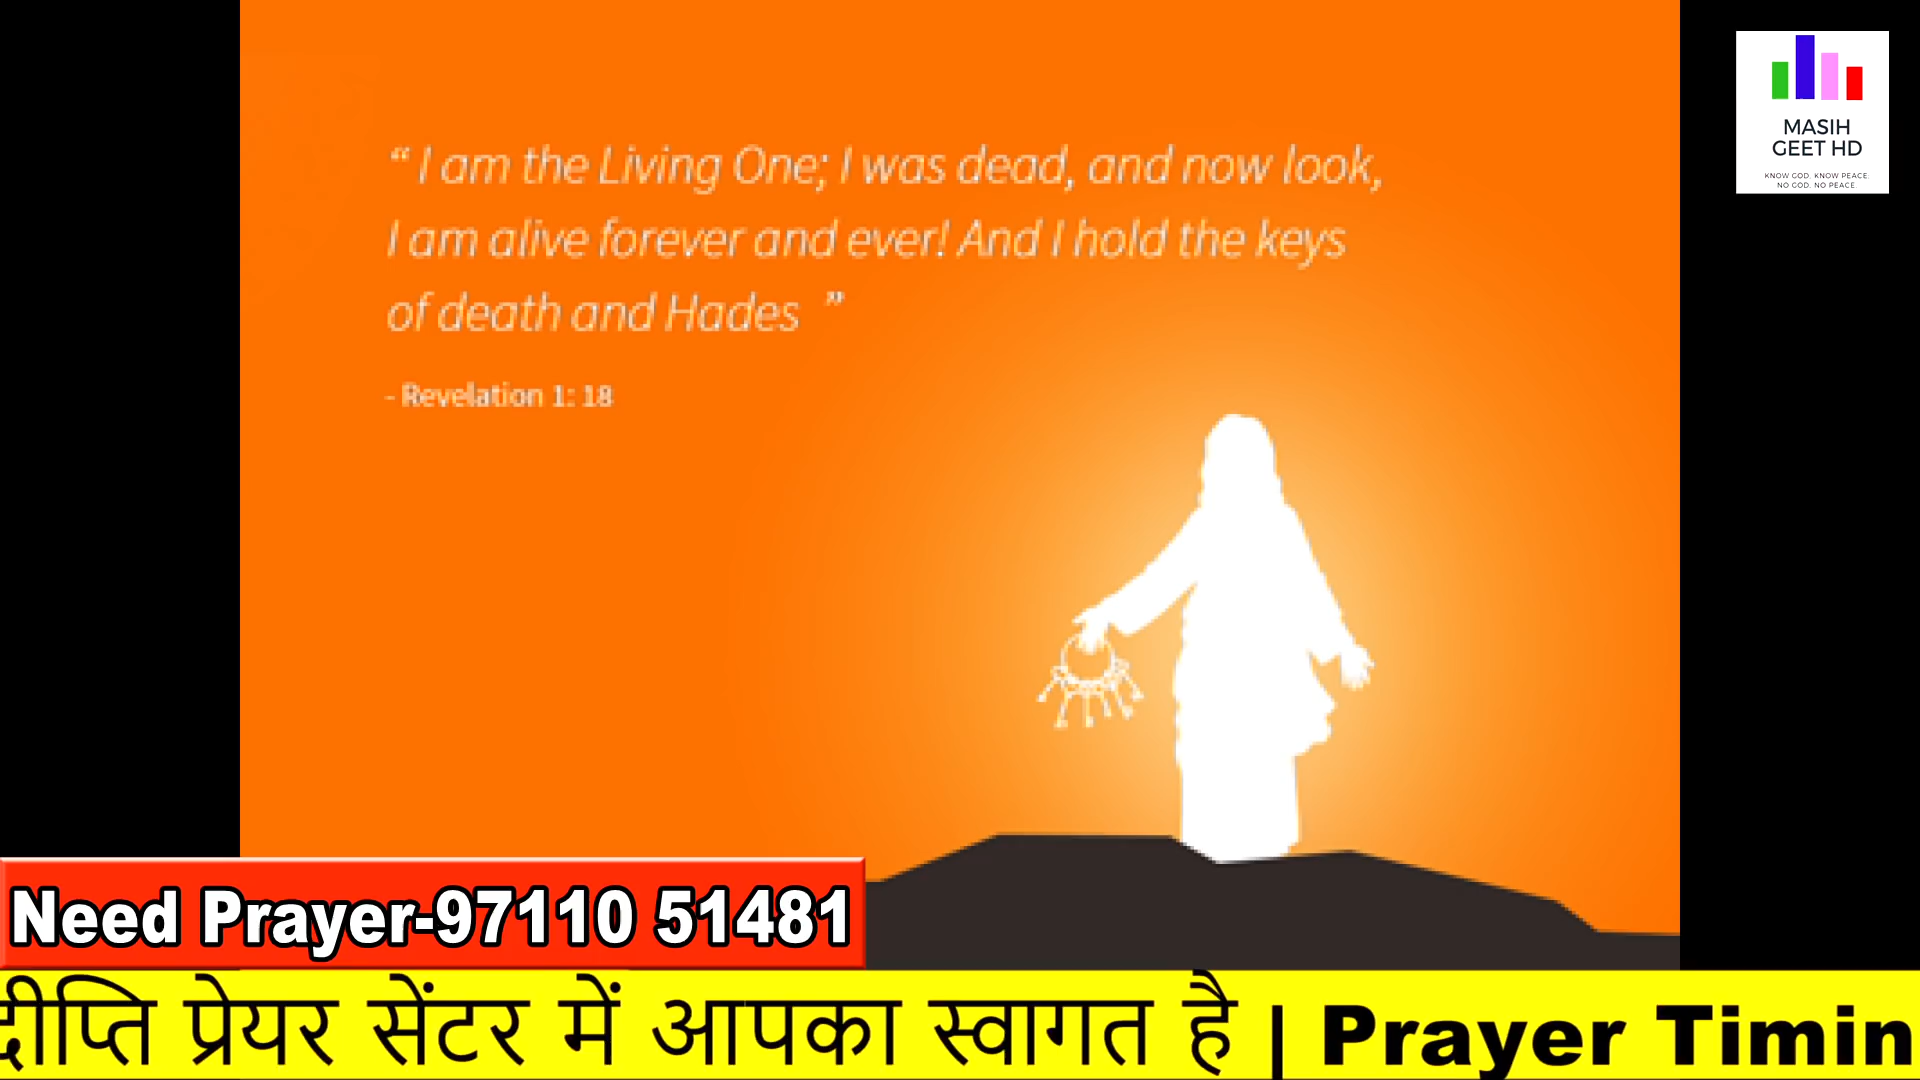 “ I am the Living One; I was dead, and now look,
I am alive forever and ever! And I hold the keys
of death and Hades ”
- Revelation 1: 18
MASIH
GEET HD
KNOW GOD. KNOW PEACE.
NO GOD. NO PEACE.
Need Prayer-97110 51481
दीप्ति प्रेयर सेंटर में आपका स्वागत है | Prayer Timin